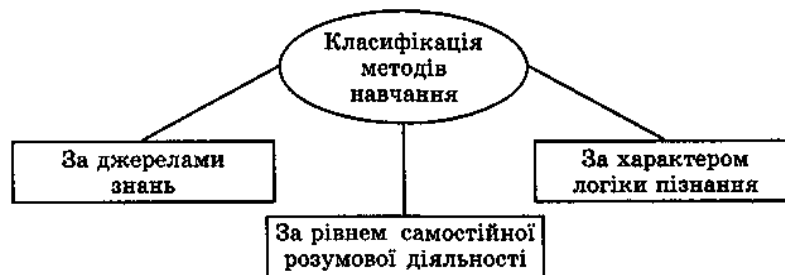 Класифікація
методів
навчання
За джерелами
знань
За характером
логіки пізнання
За рівнем самостійної
розумової діяльності